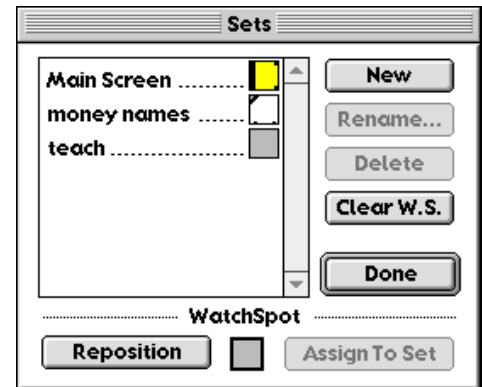 Sets
Main Screen .........
money names ......
teach ....................
New
Rename...
Delete
Clear W.S.
Done
WatchSpot
Reposition
Assign To Set